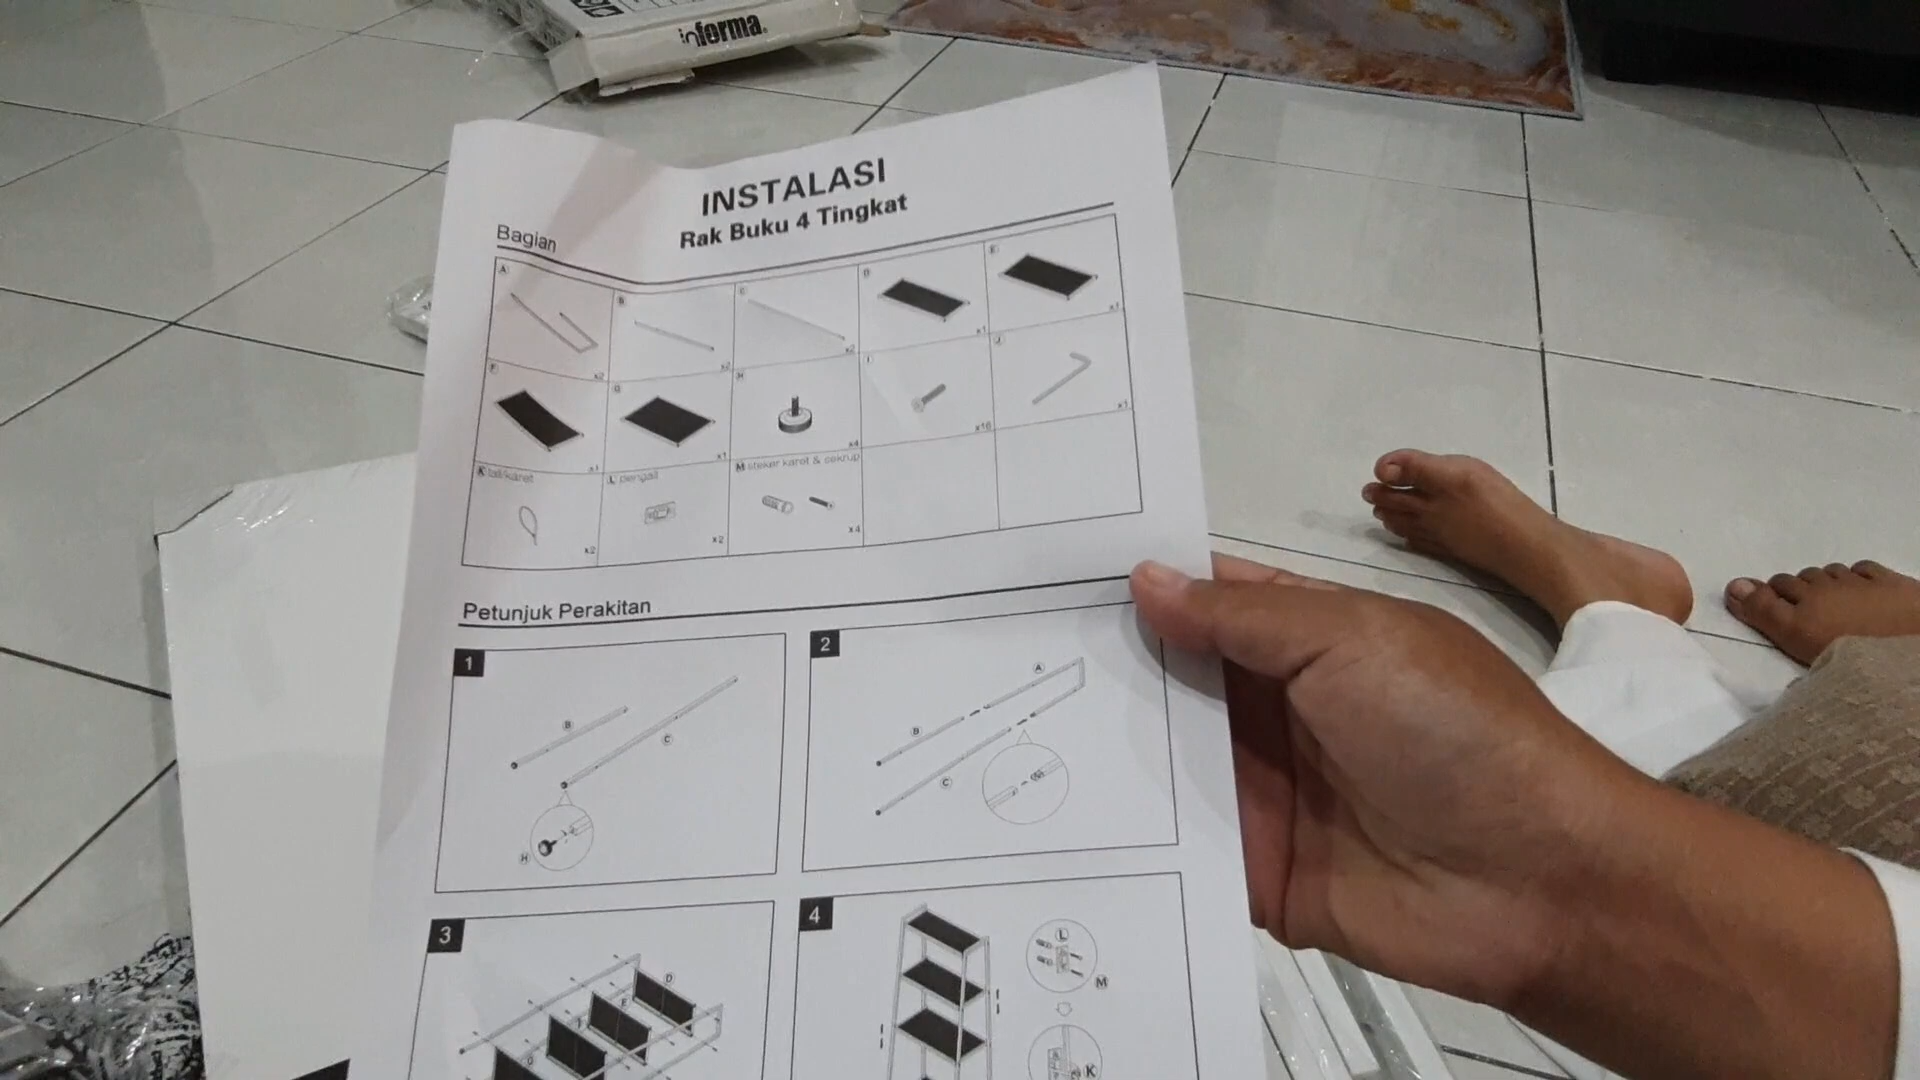 informa
INSTALASI
Rak Buku 4 Tingkat
Bagian
A
B
C
D
E
x2
x2
x2
x1
x1
F
G
H
I
J
x1
x1
x4
x16
x1
K tali karet
L pengait
M steker karet & sekrup
x2
x2
x4
Petunjuk Perakitan
1
B
C
H
2
A
B
C
3
D
E
F
G
4
L
M
K